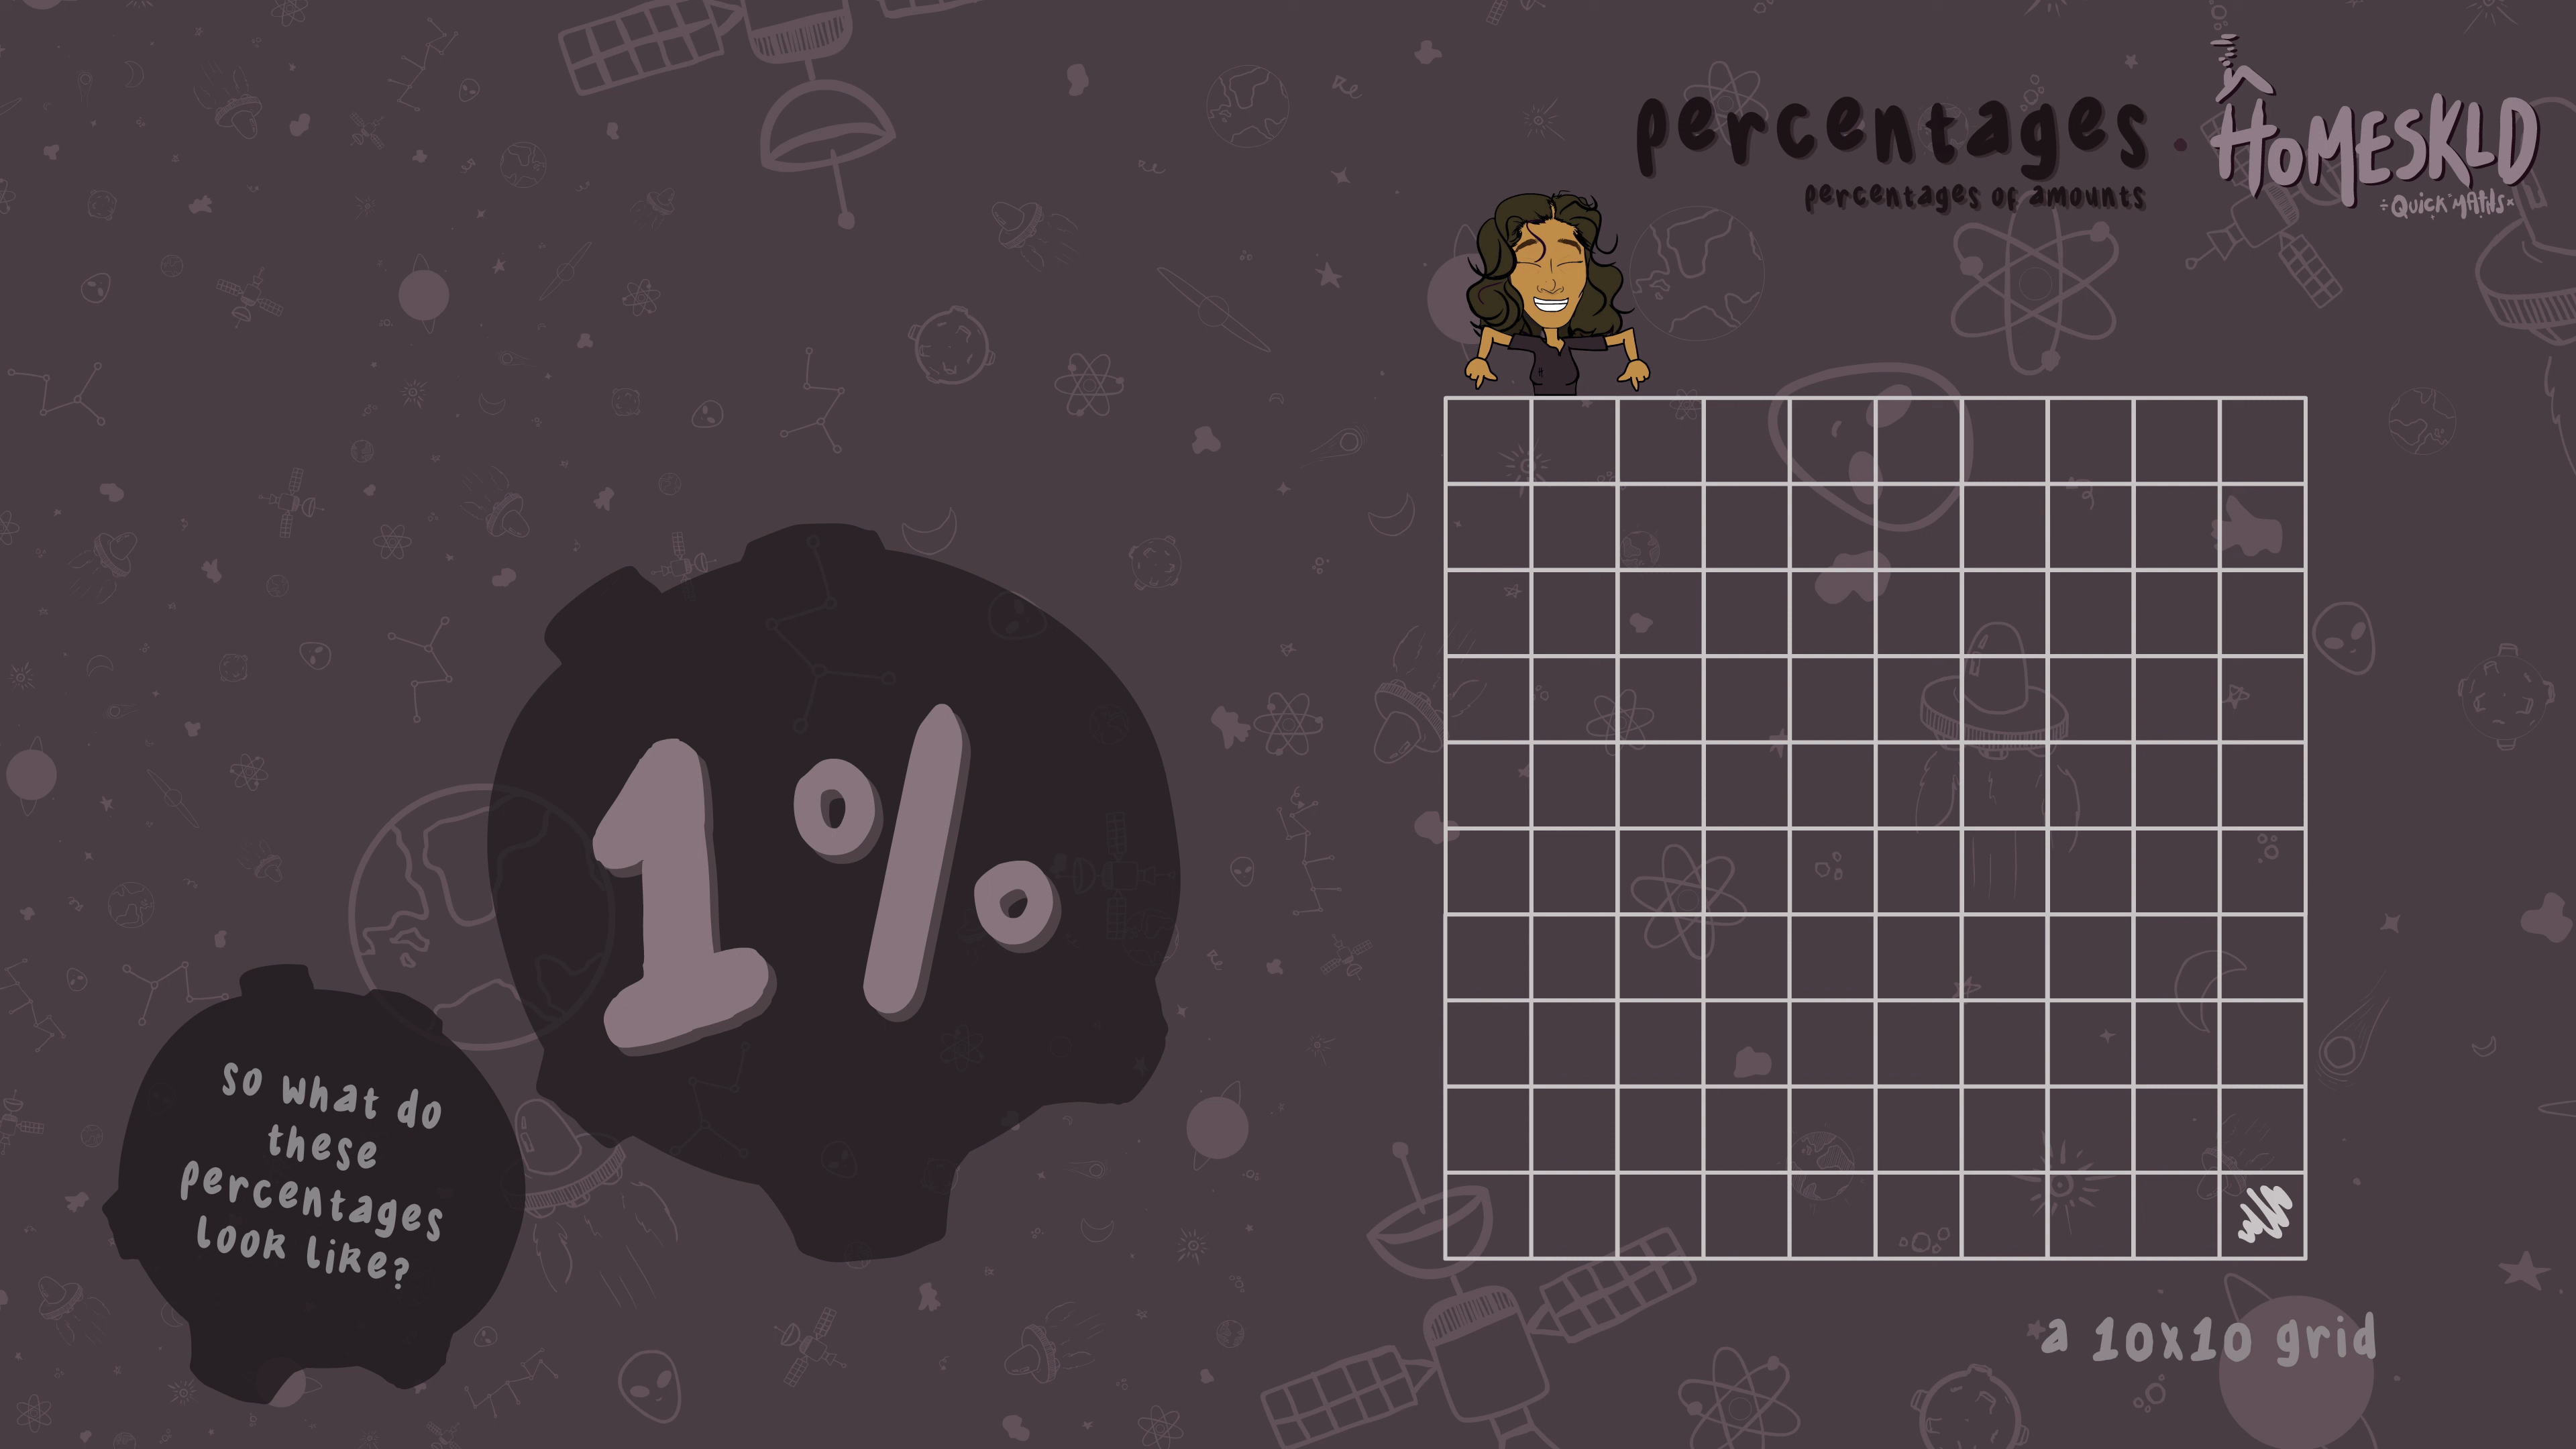 percentages
percentages of amounts
HOMESKLD
÷QuicK MATHS×
1%
so what do
these
percentages
look like?
a 10x10 grid